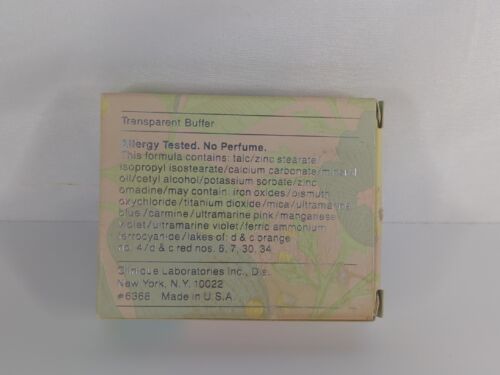 Transparent Buffer
Allergy Tested. No Perfume.
This formula contains: talc/zinc stearate/
isopropyl isostearate/calcium carbonate/mineral
oil/cetyl alcohol/potassium sorbate/zinc
omadine/may contain: iron oxides/bismuth
oxychloride/titanium dioxide/mica/ultramarine
blue/carmine/ultramarine pink/manganese
violet/ultramarine violet/ferric ammonium
ferrocyanide/lakes of: d & c orange
no. 4/d & c red nos. 6, 7, 30, 34
Clinique Laboratories Inc., Dis.
New York, N.Y. 10022
#6368 Made in U.S.A.